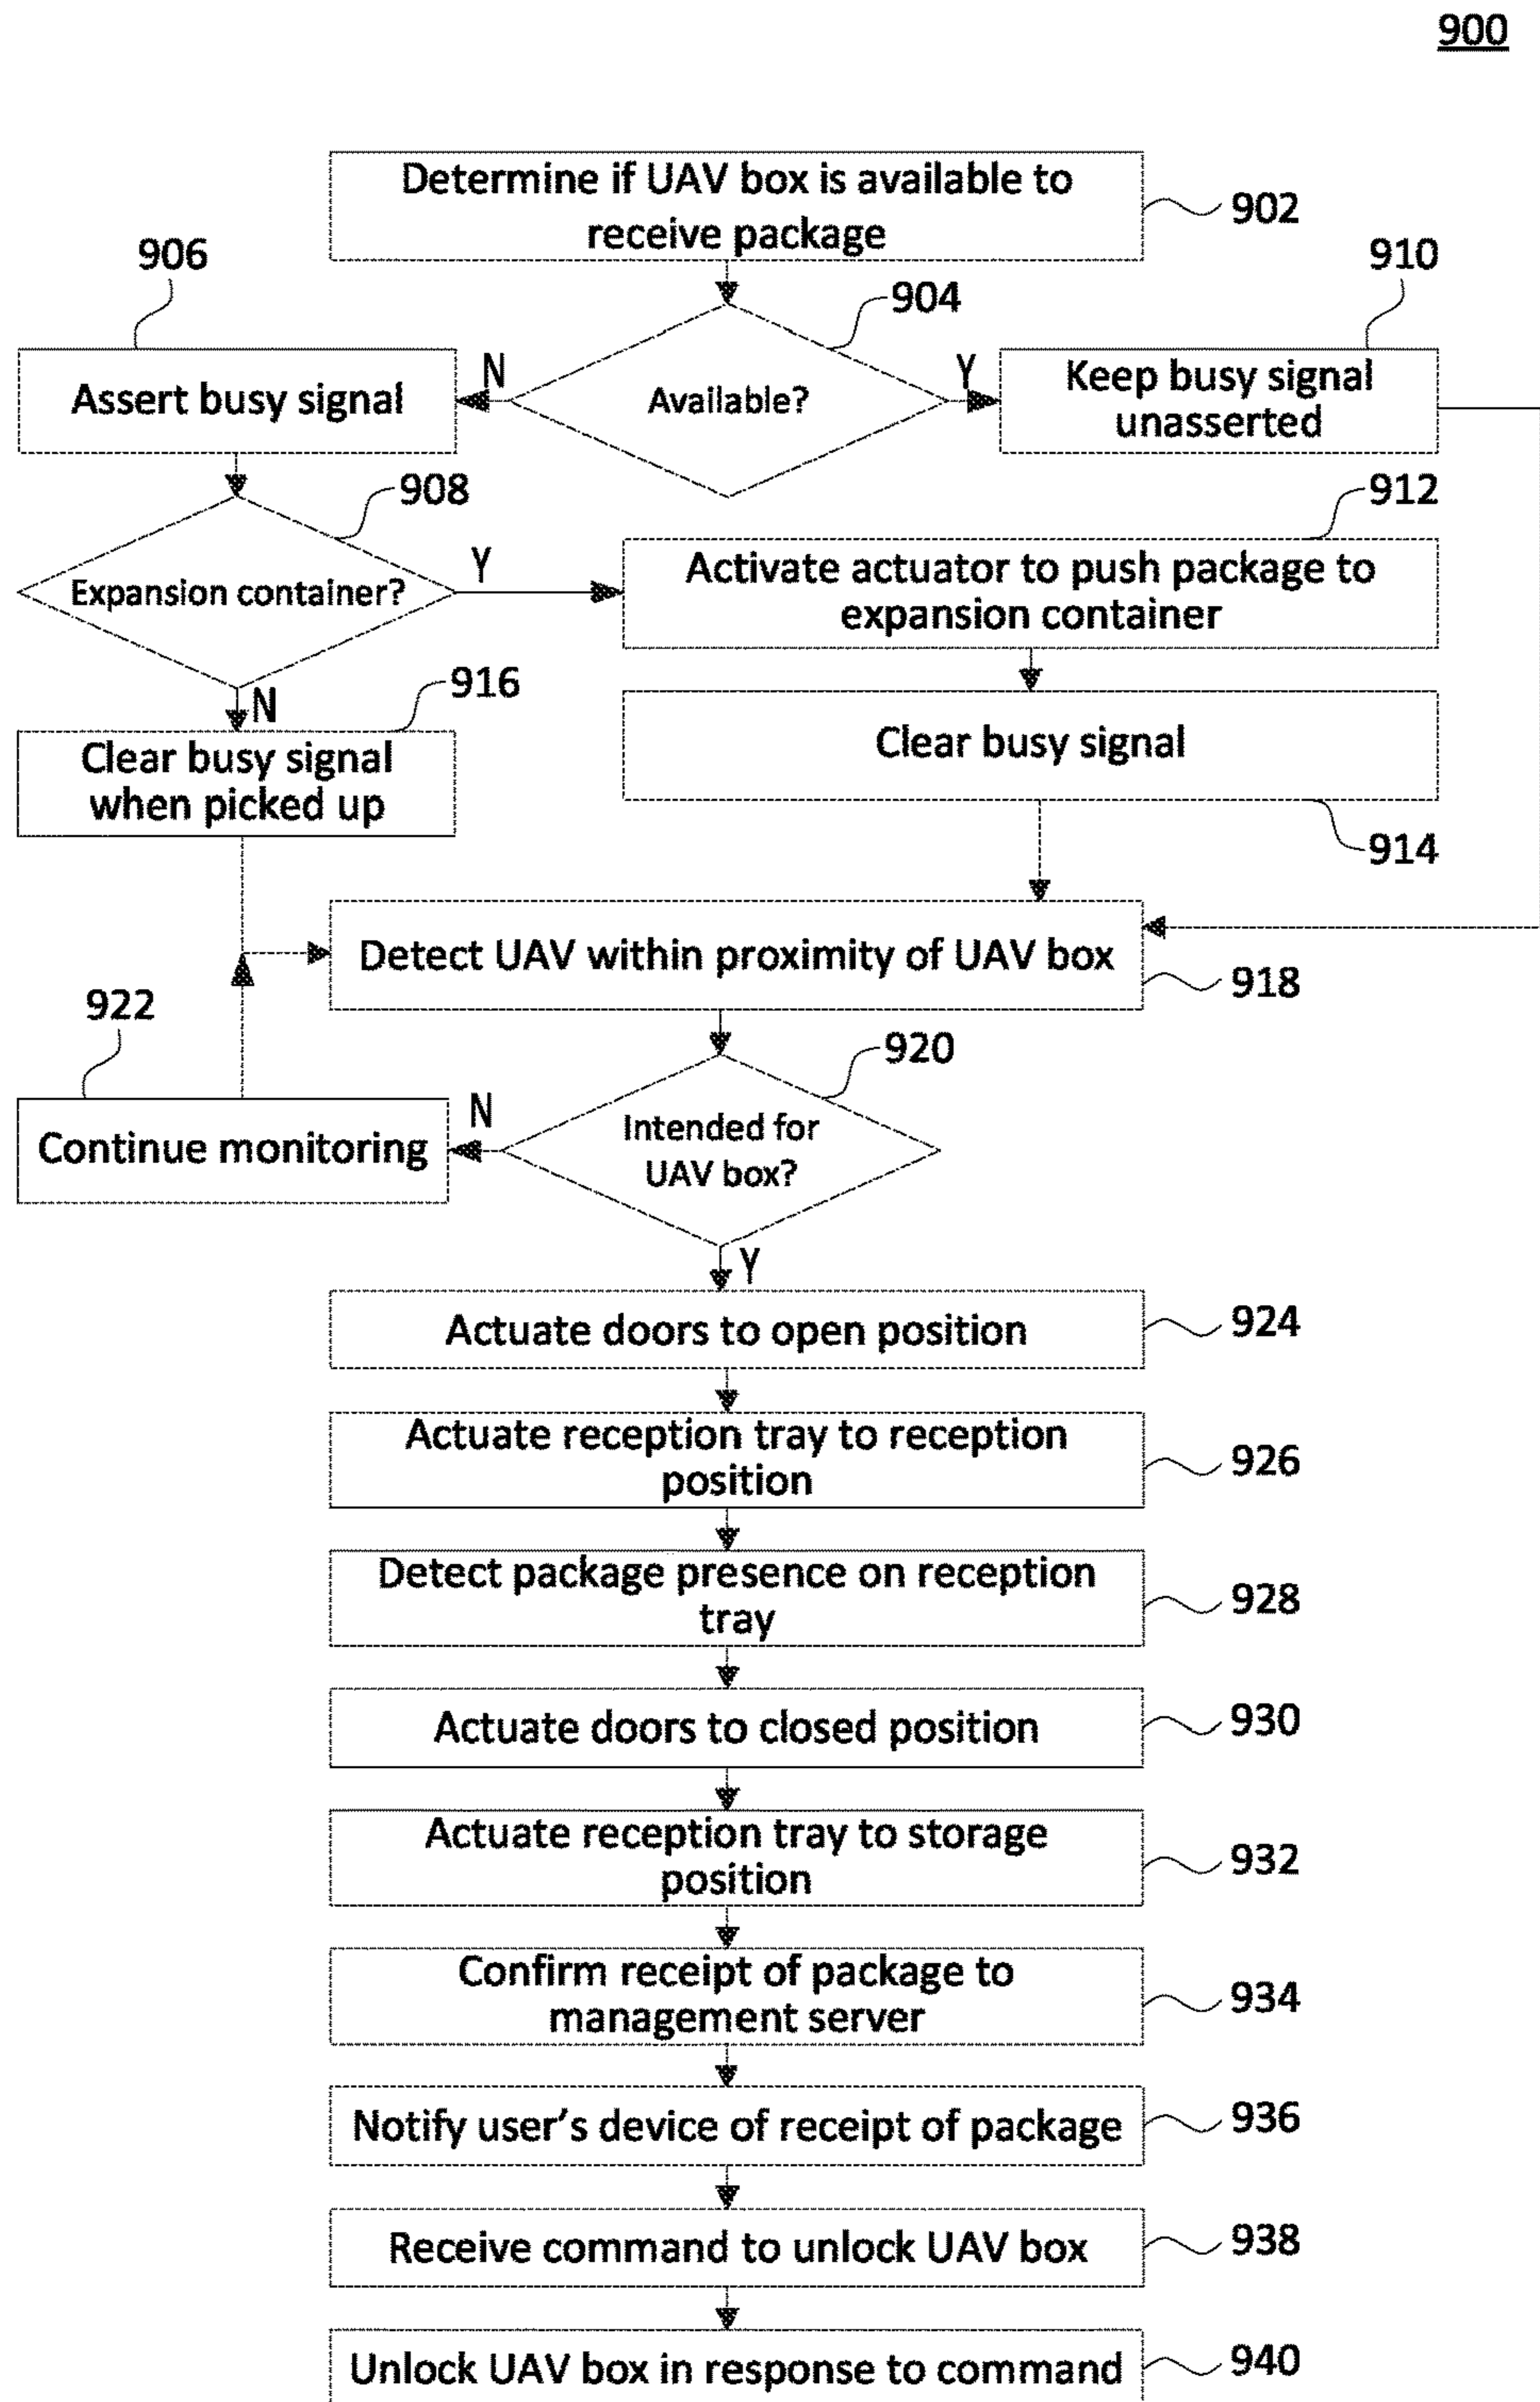 900
Determine if UAV box is available to
receive package
902
906
910
904
Assert busy signal
N
Available?
Y
Keep busy signal
unasserted
908
912
Expansion container?
Y
Activate actuator to push package to
expansion container
N
916
Clear busy signal
when picked up
Clear busy signal
914
Detect UAV within proximity of UAV box
918
922
920
Continue monitoring
N
Intended for
UAV box?
Y
Actuate doors to open position
924
Actuate reception tray to reception
position
926
Detect package presence on reception
tray
928
Actuate doors to closed position
930
Actuate reception tray to storage
position
932
Confirm receipt of package to
management server
934
Notify user's device of receipt of package
936
Receive command to unlock UAV box
938
Unlock UAV box in response to command
940